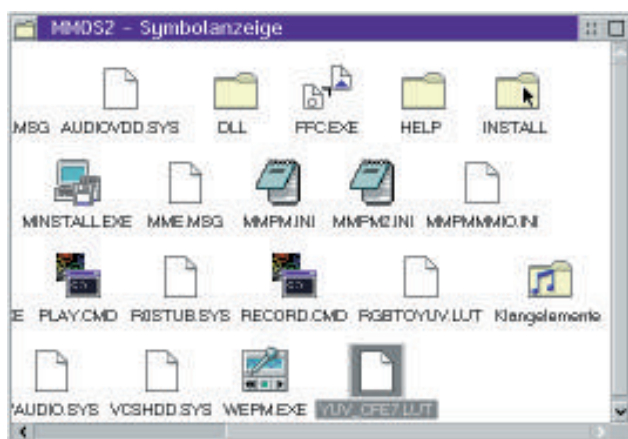 MMOS2 - Symbolanzeige
.MSG AUDIOVDD.SYS DLL FFC.EXE HELP INSTALL
MINSTALL.EXE MME.MSG MMPM.INI MMPM2.INI MMPMMMIO.INI
E PLAY.CMD R0STUB.SYS RECORD.CMD RGBTOYUV.LUT Klangelemente
'AUDIO.SYS VCSHDD.SYS WEPM.EXE YUV_CFE7.LUT